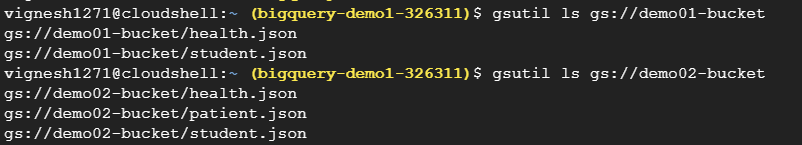 vignesh1271@cloudshell:~ (bigquery-demo1-326311)$ gsutil ls gs://demo01-bucket
gs://demo01-bucket/health.json
gs://demo01-bucket/student.json
vignesh1271@cloudshell:~ (bigquery-demo1-326311)$ gsutil ls gs://demo02-bucket
gs://demo02-bucket/health.json
gs://demo02-bucket/patient.json
gs://demo02-bucket/student.json